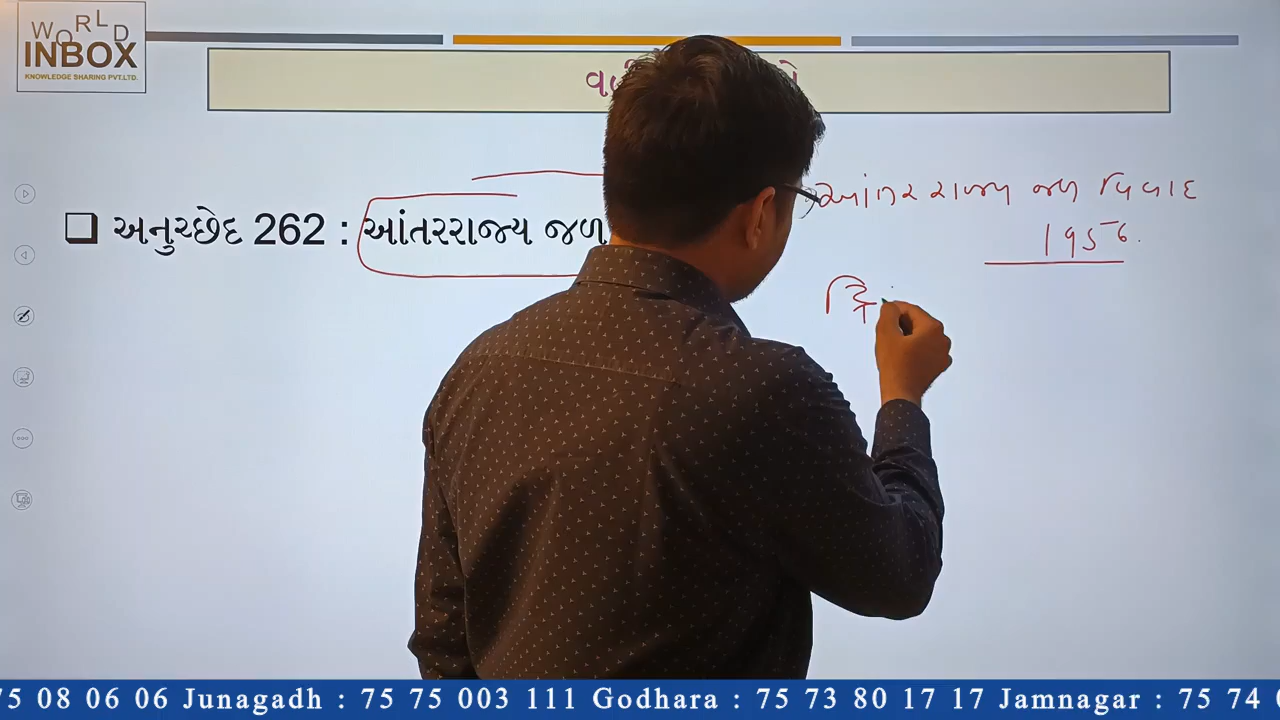 WORLD
INBOX
KNOWLEDGE SHARING PVT.LTD.
❑ અનુચ્છેદ 262 : આંતરરાજ્ય જળ
આંતર રાજ્ય જળ વિવાદ
1956.
75 08 06 06 Junagadh : 75 75 003 111 Godhara : 75 73 80 17 17 Jamnagar : 75 74